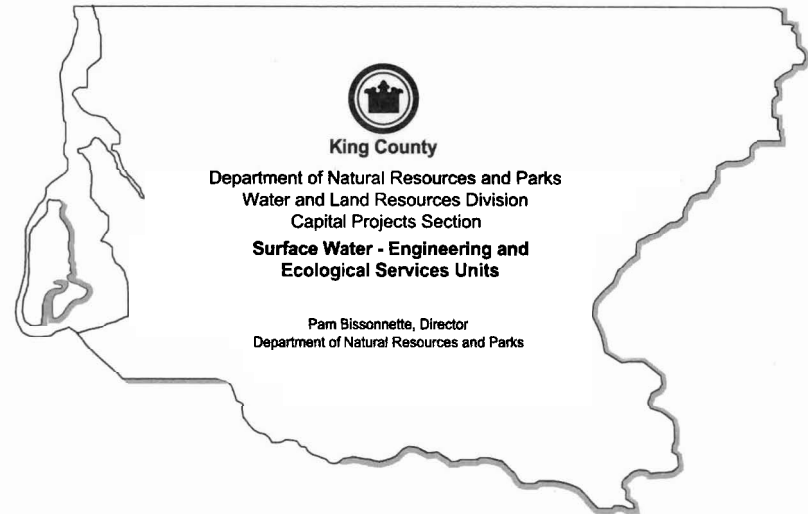 King County
Department of Natural Resources and Parks
Water and Land Resources Division
Capital Projects Section
Surface Water - Engineering and
Ecological Services Units
Pam Bissonnette, Director
Department of Natural Resources and Parks